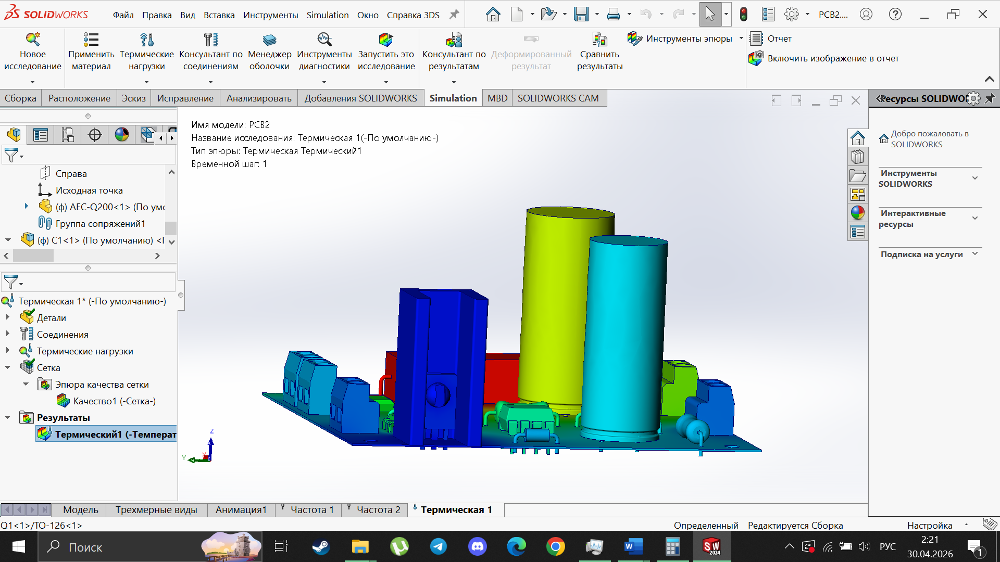 SOLIDWORKS
Файл Правка Вид Вставка Инструменты Simulation Окно Справка 3DS
PCB2....
Новое исследование
Применить материал
Термические нагрузки
Консультант по соединениям
Менеджер оболочки
Инструменты диагностики
Запустить это исследование
Консультант по результатам
Деформированный результат
Сравнить результаты
Инструменты эпюры
Отчет
Включить изображение в отчет
Сборка Расположение Эскиз Исправление Анализировать Добавления SOLIDWORKS Simulation MBD SOLIDWORKS CAM
есурсы SOLIDWO
Справа
Исходная точка
(ф) AEC-Q200<1> (По умо
Группа сопряжений1
(ф) C1<1> (По умолчанию) <
Термическая 1* (-По умолчанию-)
Детали
Соединения
Термические нагрузки
Сетка
Эпюра качества сетки
Качество1 (-Сетка-)
Результаты
Термический1 (-Температ
Имя модели: PCB2
Название исследования: Термическая 1(-По умолчанию-)
Тип эпюры: Термическая Термический1
Временной шаг: 1
Z
Y
X
Добро пожаловать в
SOLIDWORKS
Инструменты
SOLIDWORKS
Интерактивные
ресурсы
Подписка на услуги
Модель Трехмерные виды Анимация1 Частота 1 Частота 2 Термическая 1
Q1<1>/TO-126<1>
Определенный Редактируется Сборка Настройка
Поиск
SW
2024
РУС
2:21
30.04.2026
1